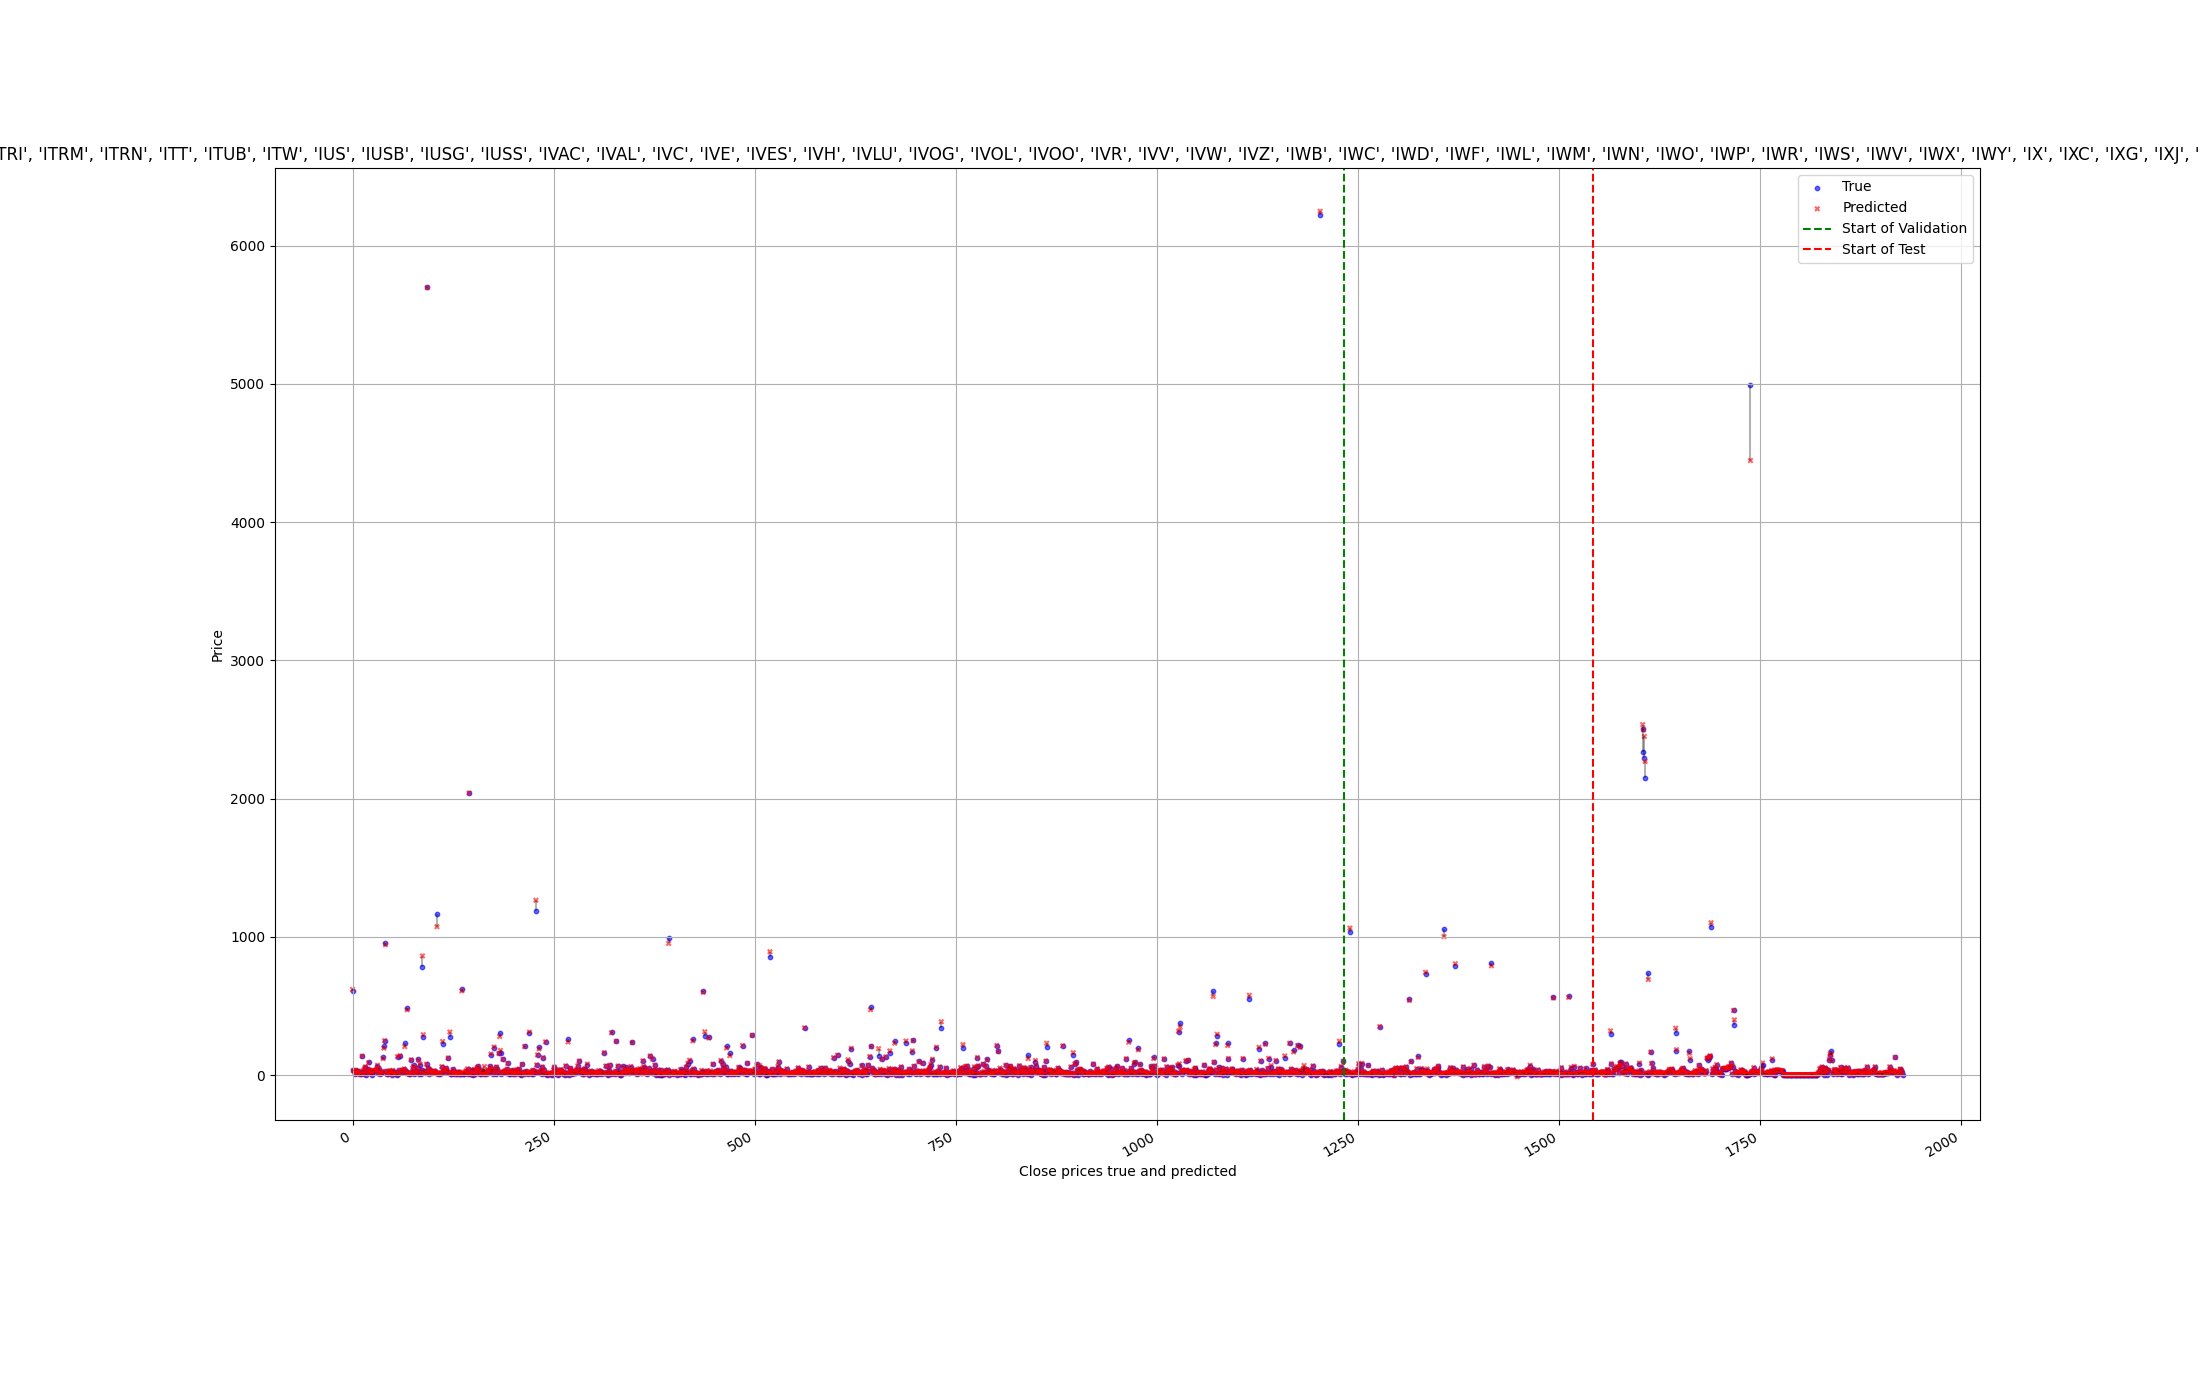 TRI', 'ITRM', 'ITRN', 'ITT', 'ITUB', 'ITW', 'IUS', 'IUSB', 'IUSG', 'IUSS', 'IVAC', 'IVAL', 'IVC', 'IVE', 'IVES', 'IVH', 'IVLU', 'IVOG', 'IVOL', 'IVOO', 'IVR', 'IVV', 'IVW', 'IVZ', 'IWB', 'IWC', 'IWD', 'IWF', 'IWL', 'IWM', 'IWN', 'IWO', 'IWP', 'IWR', 'IWS', 'IWV', 'IWX', 'IWY', 'IX', 'IXC', 'IXG', 'IXJ', '
True
Predicted
Start of Validation
Start of Test
6000
5000
4000
3000
2000
1000
0
Price
0
250
500
750
1000
1250
1500
1750
2000
Close prices true and predicted